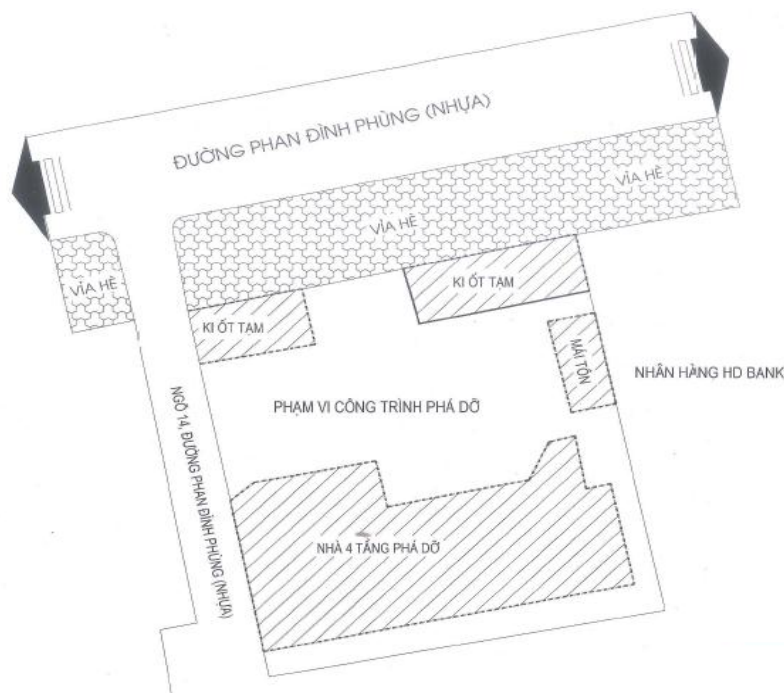 ĐƯỜNG PHAN ĐÌNH PHÙNG (NHỰA)
VỈA HÈ
VỈA HÈ
VỈA HÈ
KI ỐT TẠM
KI ỐT TẠM
MÁI TÔN
NHÂN HÀNG HD BANK
PHẠM VI CÔNG TRÌNH PHÁ DỠ
NGÕ 14, ĐƯỜNG PHAN ĐÌNH PHÙNG (NHỰA)
NHÀ 4 TẦNG PHÁ DỠ